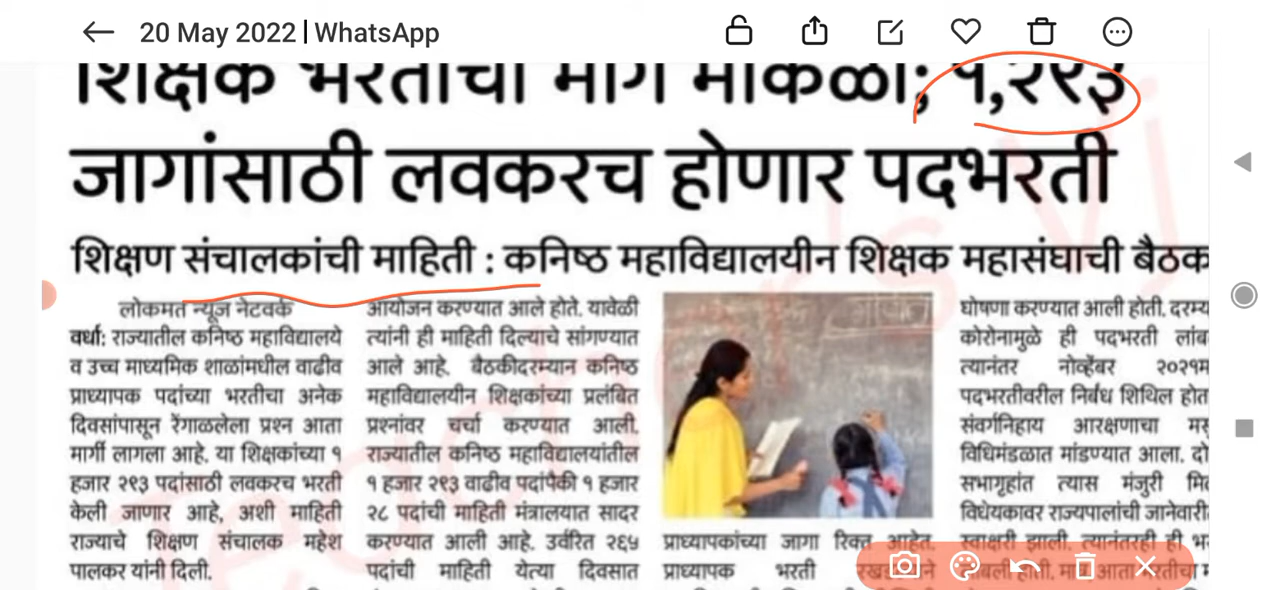 20 May 2022 | WhatsApp
शिक्षक भरतीचा मार्ग मोकळा; १,२९३
जागांसाठी लवकरच होणार पदभरती
शिक्षण संचालकांची माहिती : कनिष्ठ महाविद्यालयीन शिक्षक महासंघाची बैठक
लोकमत न्यूज नेटवर्क
वर्धा: राज्यातील कनिष्ठ महाविद्यालये
व उच्च माध्यमिक शाळांमधील वाढीव
प्राध्यापक पदांच्या भरतीचा अनेक
दिवसांपासून रेंगाळलेला प्रश्न आता
मार्गी लागला आहे. या शिक्षकांच्या १
हजार २९३ पदांसाठी लवकरच भरती
केली जाणार आहे, अशी माहिती
राज्याचे शिक्षण संचालक महेश
पालकर यांनी दिली.
आयोजन करण्यात आले होते. यावेळी
त्यांनी ही माहिती दिल्याचे सांगण्यात
आले आहे. बैठकीदरम्यान कनिष्ठ
महाविद्यालयीन शिक्षकांच्या प्रलंबित
प्रश्नांवर चर्चा करण्यात आली.
राज्यातील कनिष्ठ महाविद्यालयांतील
१ हजार २९३ वाढीव पदांपैकी १ हजार
२८ पदांची माहिती मंत्रालयात सादर
करण्यात आली आहे. उर्वरित २६५
पदांची माहिती येत्या दिवसात
प्राध्यापकांच्या जागा रिक्त आहेत.
प्राध्यापक भरती
घोषणा करण्यात आली होती. दरम्य
कोरोनामुळे ही पदभरती लांब
त्यानंतर नोव्हेंबर २०२१म
पदभरतीवरील निर्बंध शिथिल होत
संवर्गनिहाय आरक्षणाचा मस
विधिमंडळात मांडण्यात आला. दो
सभागृहांत त्यास मंजुरी मि
विधेयकावर राज्यपालांची जानेवारी
स्वाक्षरी झाली. त्यानंतरही ही भ